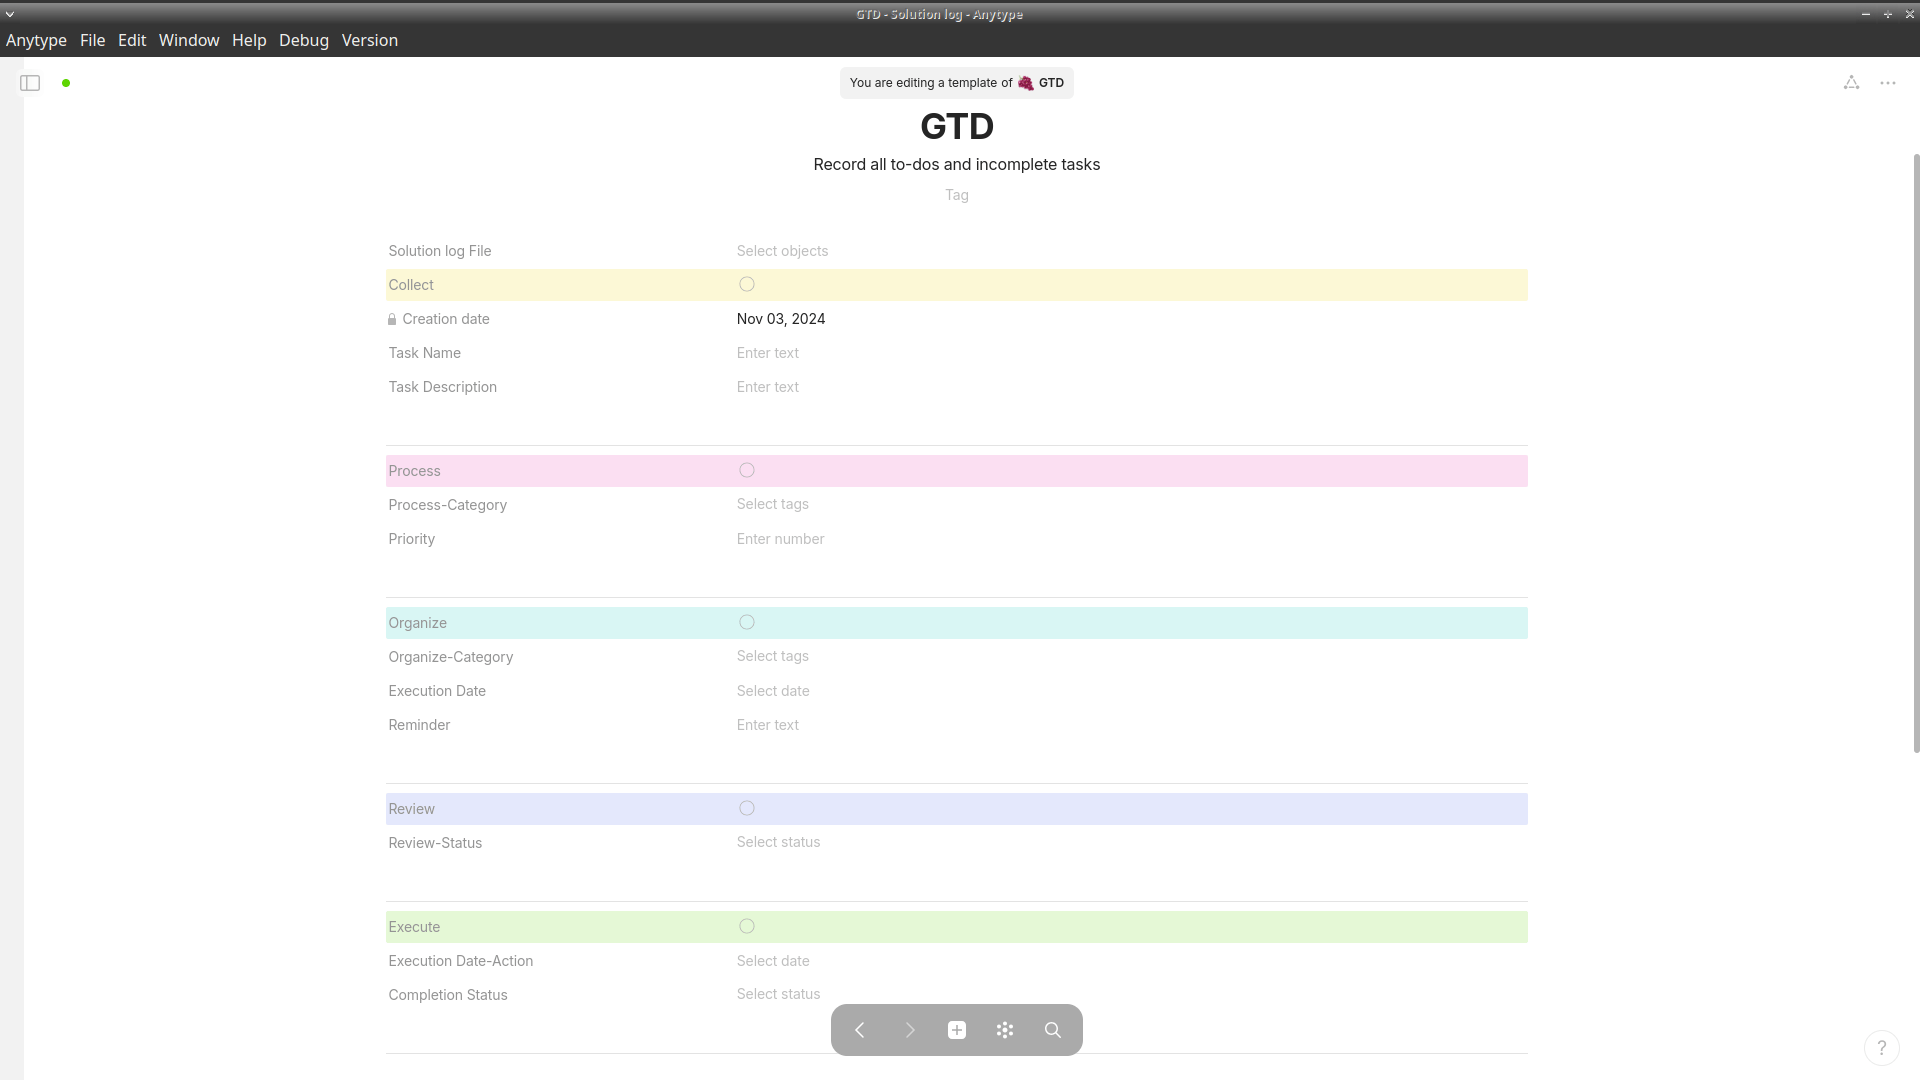 GTD - Solution log - Anytype
Anytype File Edit Window Help Debug Version
You are editing a template of GTD
GTD
Record all to-dos and incomplete tasks
Tag
Solution log File Select objects
Collect
Creation date Nov 03, 2024
Task Name Enter text
Task Description Enter text
Process
Process-Category Select tags
Priority Enter number
Organize
Organize-Category Select tags
Execution Date Select date
Reminder Enter text
Review
Review-Status Select status
Execute
Execution Date-Action Select date
Completion Status Select status
?